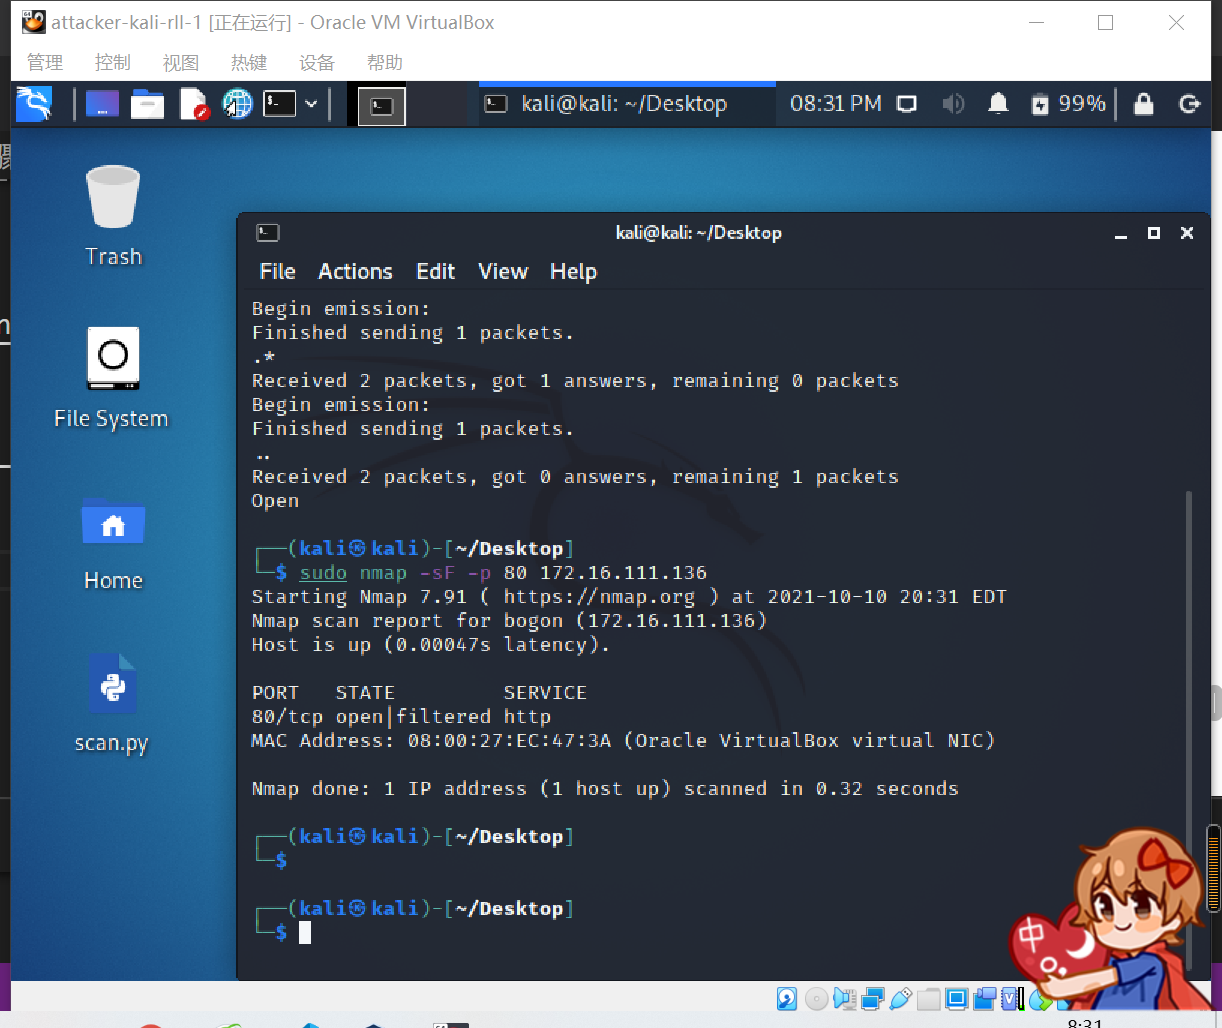 attacker-kali-rll-1 [正在运行] - Oracle VM VirtualBox
管理 控制 视图 热键 设备 帮助
kali@kali: ~/Desktop 08:31 PM 99%
Trash
File System
Home
scan.py
kali@kali: ~/Desktop
File Actions Edit View Help
Begin emission:
Finished sending 1 packets.
.*
Received 2 packets, got 1 answers, remaining 0 packets
Begin emission:
Finished sending 1 packets.
..
Received 2 packets, got 0 answers, remaining 1 packets
Open
┌──(kali㉿kali)-[~/Desktop]
└─$ sudo nmap -sF -p 80 172.16.111.136
Starting Nmap 7.91 ( https://nmap.org ) at 2021-10-10 20:31 EDT
Nmap scan report for bogon (172.16.111.136)
Host is up (0.00047s latency).
PORT STATE SERVICE
80/tcp open|filtered http
MAC Address: 08:00:27:EC:47:3A (Oracle VirtualBox virtual NIC)
Nmap done: 1 IP address (1 host up) scanned in 0.32 seconds
┌──(kali㉿kali)-[~/Desktop]
└─$
┌──(kali㉿kali)-[~/Desktop]
└─$
中
8:31